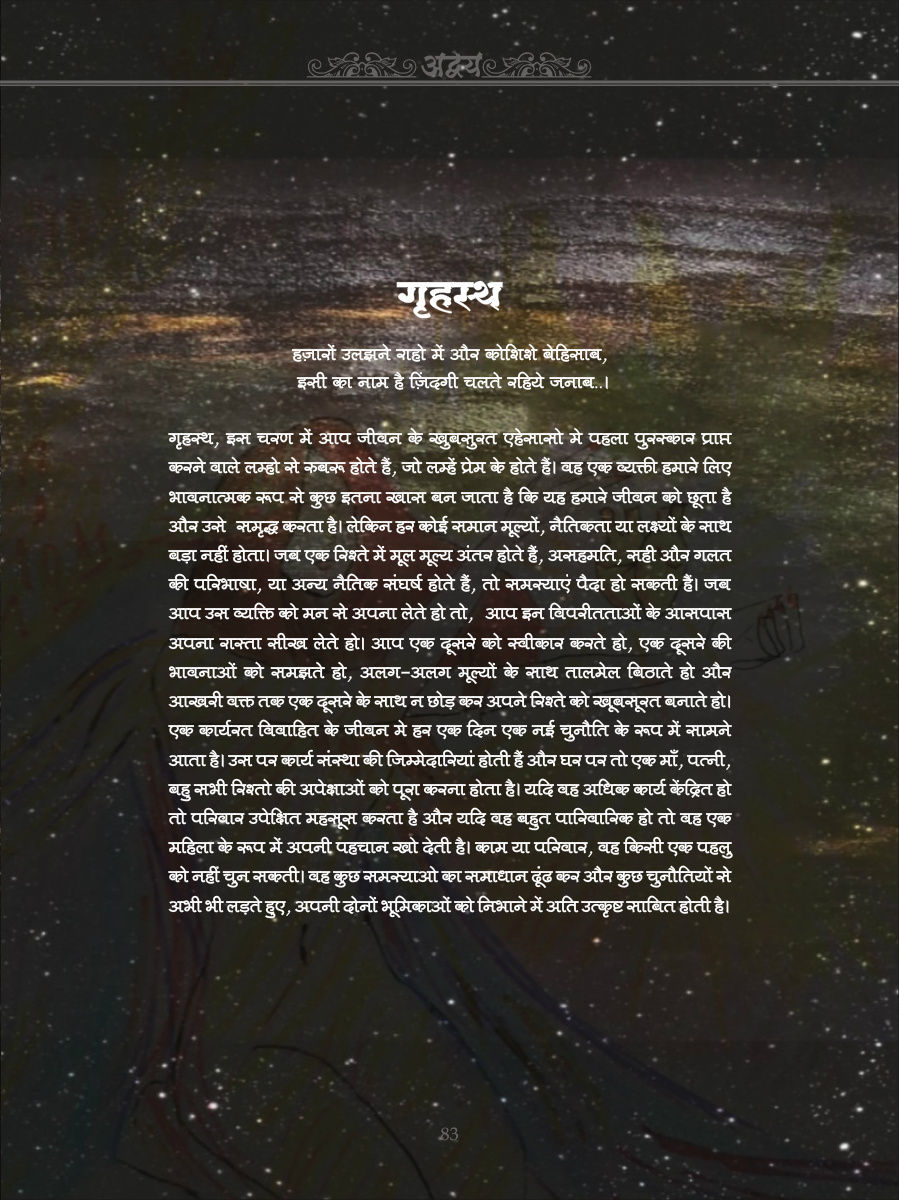 अद्वय
गृहस्थ
हज़ारों उलझने राहो में और कोशिशे बेहिसाब,
इसी का नाम है ज़िंदगी चलते रहिये जनाब..।
गृहस्थ, इस चरण में आप जीवन के खुबसुरत एहेसासो मे पहला पुरस्कार प्राप्त
करने वाले लम्हो से रुबरू होते हैं, जो लम्हें प्रेम के होते हैं। वह एक व्यक्ती हमारे लिए
भावनात्मक रूप से कुछ इतना खास बन जाता है कि यह हमारे जीवन को छूता है
और उसे समृद्ध करता है। लेकिन हर कोई समान मूल्यों, नैतिकता या लक्ष्यों के साथ
बड़ा नहीं होता। जब एक रिश्ते में मूल मूल्य अंतर होते हैं, असहमति, सही और गलत
की परिभाषा, या अन्य नैतिक संघर्ष होते हैं, तो समस्याएं पैदा हो सकती हैं। जब
आप उस व्यक्ति को मन से अपना लेते हो तो, आप इन विपरीतताओं के आसपास
अपना रास्ता सीख लेते हो। आप एक दूसरे को स्वीकार करते हो, एक दूसरे की
भावनाओं को समझते हो, अलग-अलग मूल्यों के साथ तालमेल बिठाते हो और
आखरी वक्त तक एक दूसरे के साथ न छोड़ कर अपने रिश्ते को खूबसूरत बनाते हो।
एक कार्यरत विवाहित के जीवन मे हर एक दिन एक नई चुनौति के रूप में सामने
आता है। उस पर कार्य संस्था की जिम्मेदारियां होती हैं और घर पर तो एक माँ, पत्नी,
बहु सभी रिश्तो की अपेक्षाओं को पूरा करना होता है। यदि वह अधिक कार्य केंद्रित हो
तो परिबार उपेक्षित महसूस करता है और यदि वह बहुत पारिवारिक हो तो वह एक
महिला के रूप में अपनी पहचान खो देती है। काम या परिवार, वह किसी एक पहलु
को नहीं चुन सकती। वह कुछ समस्याओ का समाधान ढूंढ कर और कुछ चुनौतियों से
अभी भी लड़ते हुए, अपनी दोनों भूमिकाओं को निभाने में अति उत्कृष्ट साबित होती है।
83